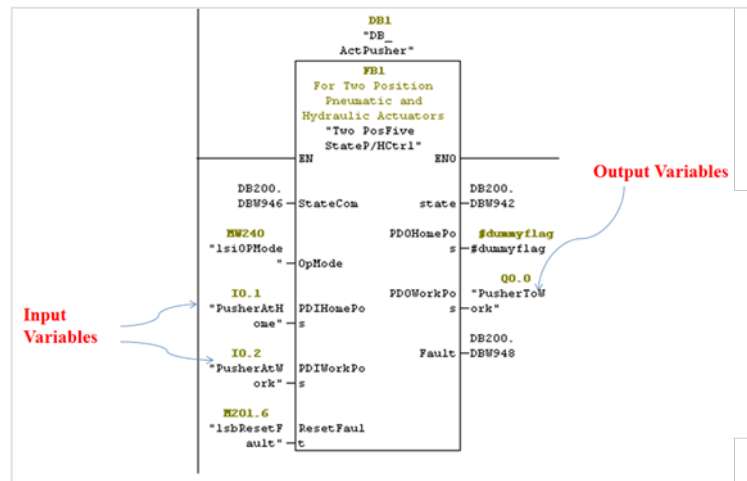 DB1
"DB_
ActPusher"
FB1
For Two Position
Pneumatic and
Hydraulic Actuators
"Two PosFive
StateP/HCtrl"
EN ENO
DB200.
DBW946 StateCom
MW240
"lsiOPMode
" OpMode
I0.1
"PusherAtH PDIHomePo
ome" s
I0.2
"PusherAtW PDIWorkPo
ork" s
M201.6
"lsbResetF ResetFaul
ault" t
DB200.
state DBW942
PDOHomePo #dummyflag
s #dummyflag
Q0.0
PDOWorkPo "PusherToW
s ork"
DB200.
Fault DBW948
Input
Variables
Output Variables